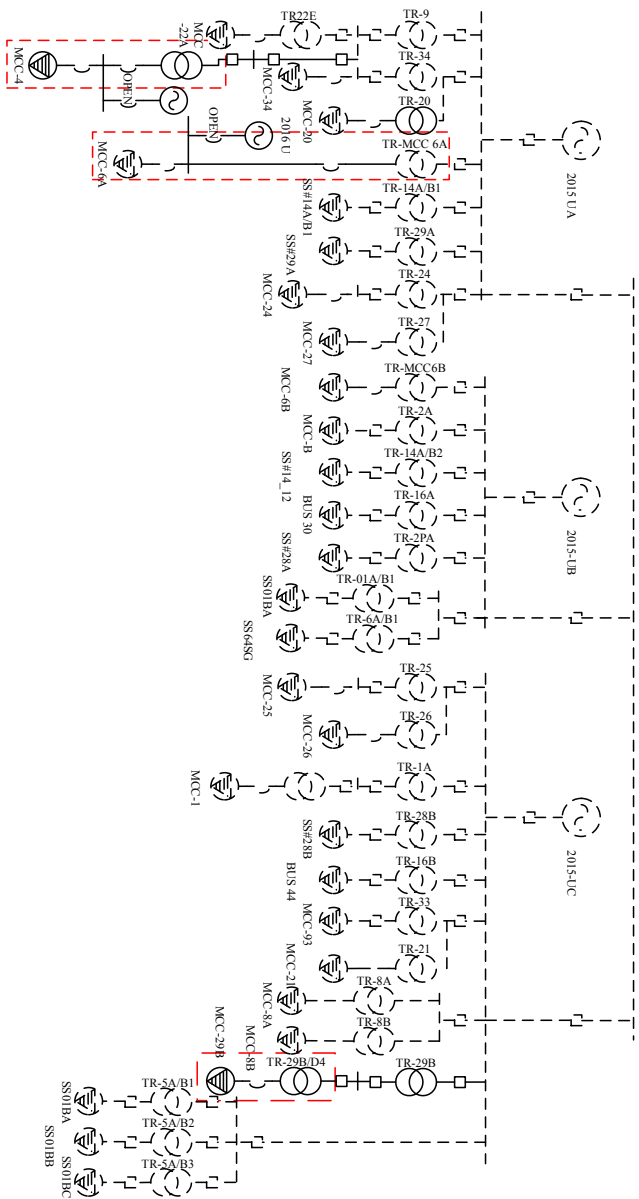 TR22E
TR-9
MCC
-22A
TR-34
MCC-4
OPEN
MCC-34
TR-20
MCC-20
2016 U
OPEN
TR-MCC 6A
MCC-6A
2015 UA
TR-14A/B1
SS#14A/B1
TR-29A
SS#29A
TR-24
MCC-24
TR-27
MCC-27
TR-MCC6B
MCC-6B
TR-2A
MCC-B
TR-14A/B2
SS#14_12
TR-16A
BUS 30
2015-UB
TR-2PA
SS#28A
TR-01A/B1
SS01BA
TR-6A/B1
SS64SG
TR-25
MCC-25
TR-26
MCC-26
TR-1A
MCC-1
2015-UC
TR-28B
SS#28B
TR-16B
BUS 44
TR-33
MCC-93
TR-21
MCC-21
TR-8A
MCC-8A
TR-8B
MCC-8B
TR-29B/D4
TR-29B
MCC-29B
TR-5A/B1
SS01BA
TR-5A/B2
SS01BB
TR-5A/B3
SS01BC